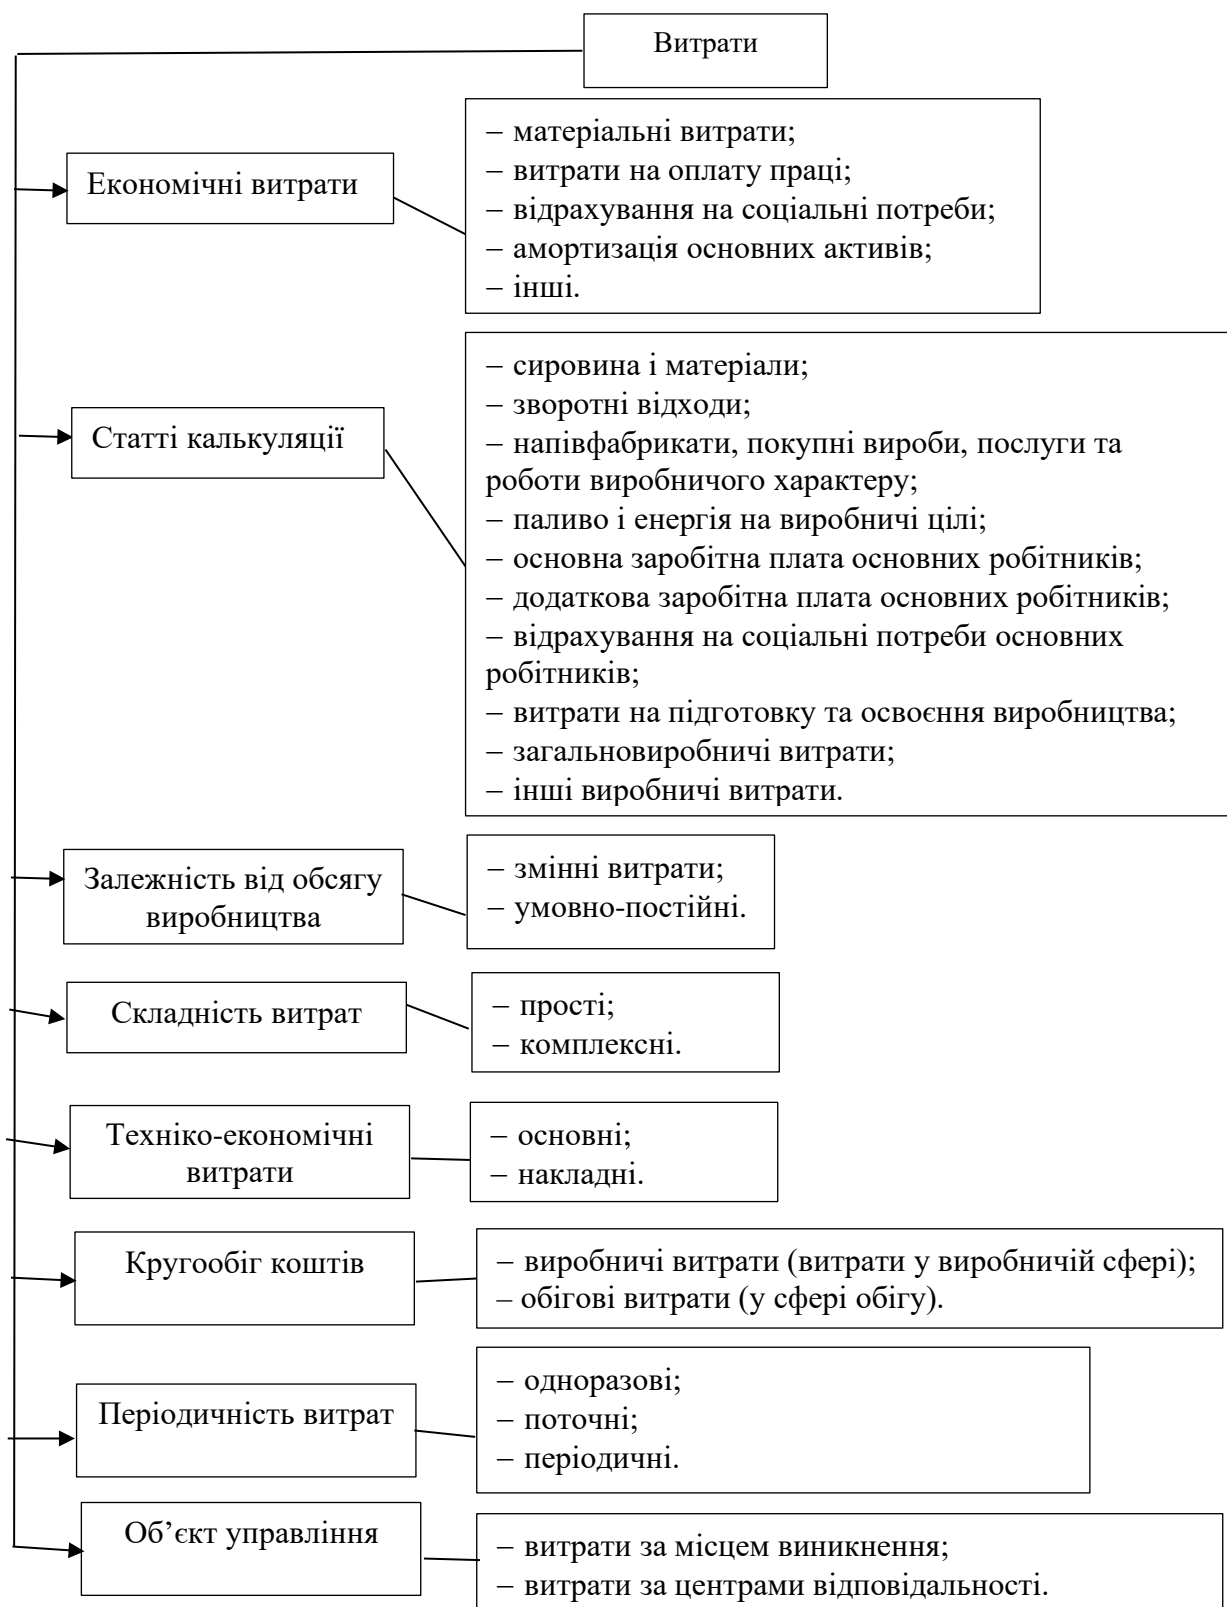 Витрати
Економічні витрати
– матеріальні витрати;
– витрати на оплату праці;
– відрахування на соціальні потреби;
– амортизація основних активів;
– інші.
Статті калькуляції
– сировина і матеріали;
– зворотні відходи;
– напівфабрикати, покупні вироби, послуги та
роботи виробничого характеру;
– паливо і енергія на виробничі цілі;
– основна заробітна плата основних робітників;
– додаткова заробітна плата основних робітників;
– відрахування на соціальні потреби основних
робітників;
– витрати на підготовку та освоєння виробництва;
– загальновиробничі витрати;
– інші виробничі витрати.
Залежність від обсягу
виробництва
– змінні витрати;
– умовно-постійні.
Складність витрат
– прості;
– комплексні.
Техніко-економічні
витрати
– основні;
– накладні.
Кругообіг коштів
– виробничі витрати (витрати у виробничій сфері);
– обігові витрати (у сфері обігу).
Періодичність витрат
– одноразові;
– поточні;
– періодичні.
Об’єкт управління
– витрати за місцем виникнення;
– витрати за центрами відповідальності.